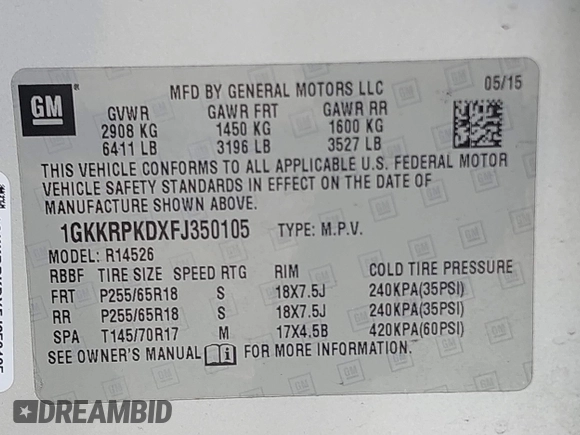 GM
MFD BY GENERAL MOTORS LLC 05/15
GVWR GAWR FRT GAWR RR
2908 KG 1450 KG 1600 KG
6411 LB 3196 LB 3527 LB
THIS VEHICLE CONFORMS TO ALL APPLICABLE U.S. FEDERAL MOTOR
VEHICLE SAFETY STANDARDS IN EFFECT ON THE DATE OF
MANUFACTURE SHOWN ABOVE.
1GKKRPKDXFJ350105 TYPE: M.P.V.
MODEL: R14526
RBBF TIRE SIZE SPEED RTG RIM COLD TIRE PRESSURE
FRT P255/65R18 S 18X7.5J 240KPA(35PSI)
RR P255/65R18 S 18X7.5J 240KPA(35PSI)
SPA T145/70R17 M 17X4.5B 420KPA(60PSI)
SEE OWNER'S MANUAL FOR MORE INFORMATION.
DREAMBID